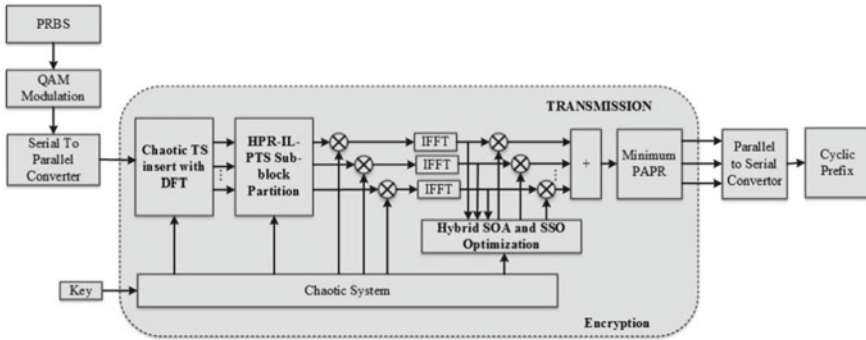 PRBS
QAM
Modulation
Serial To
Parallel
Converter
TRANSMISSION
Chaotic TS
insert with
DFT
HPR-IL-
PTS Sub-
block
Partition
IFFT
IFFT
IFFT
+
Minimum
PAPR
Parallel
to Serial
Convertor
Cyclic
Prefix
Hybrid SOA and SSO
Optimization
Key
Chaotic System
Encryption